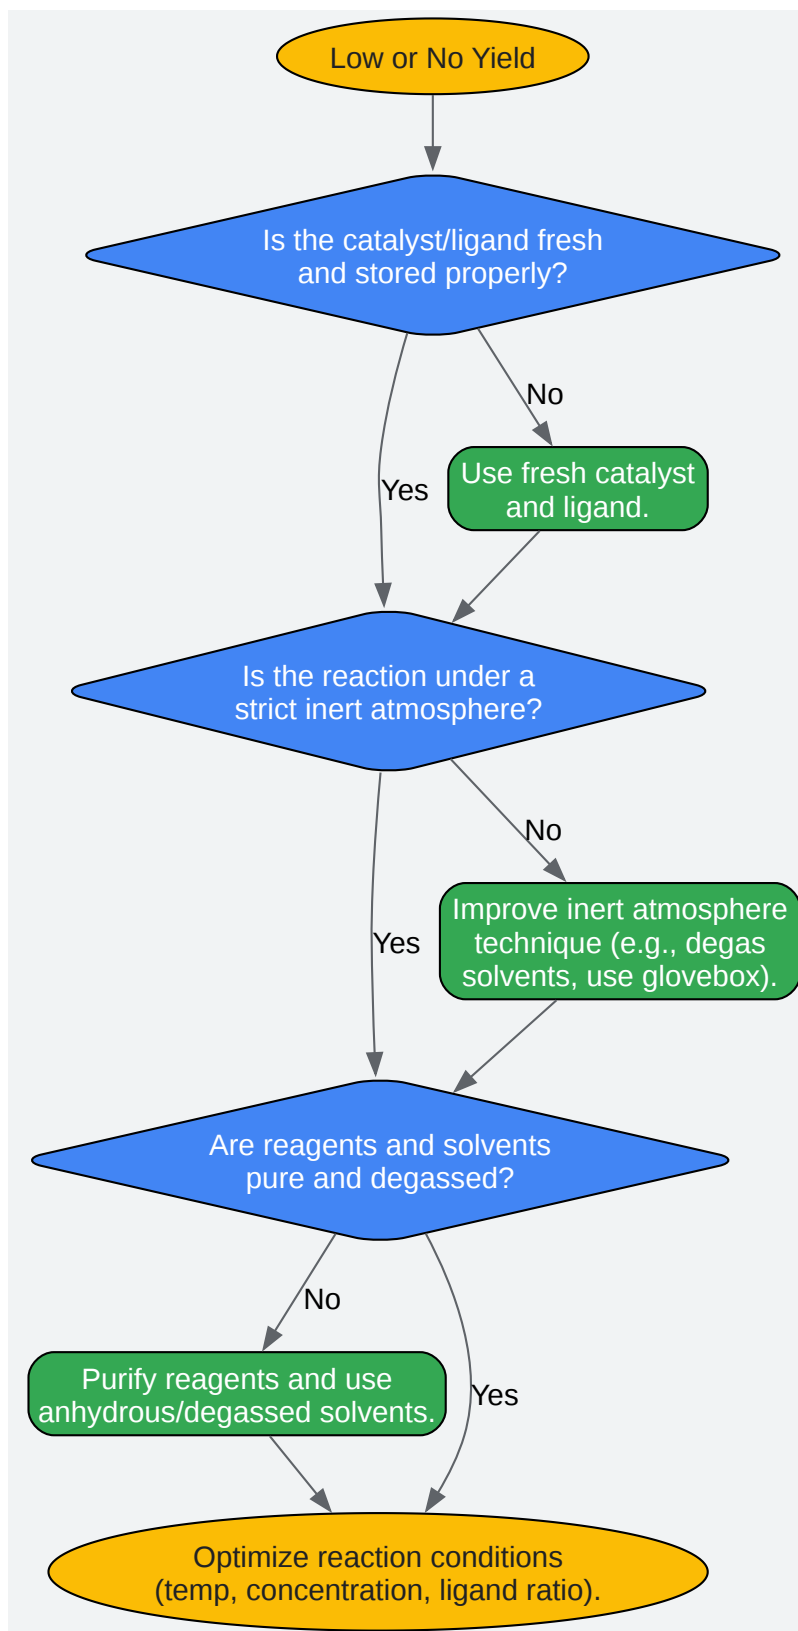 Low or No Yield
Is the catalyst/ligand fresh
and stored properly?
No
Yes
Use fresh catalyst
and ligand.
Is the reaction under a
strict inert atmosphere?
No
Yes
Improve inert atmosphere
technique (e.g., degas
solvents, use glovebox).
Are reagents and solvents
pure and degassed?
No
Purify reagents and use
anhydrous/degassed solvents.
Yes
Optimize reaction conditions
(temp, concentration, ligand ratio).